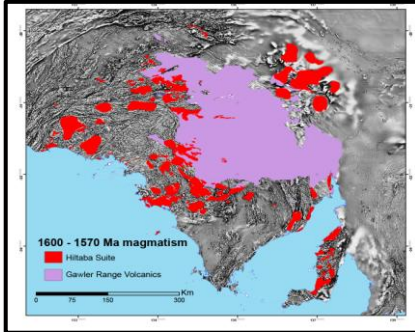 1600 - 1570 Ma magmatism
Hiltaba Suite
Gawler Range Volcanics
Km
0 75 150 300